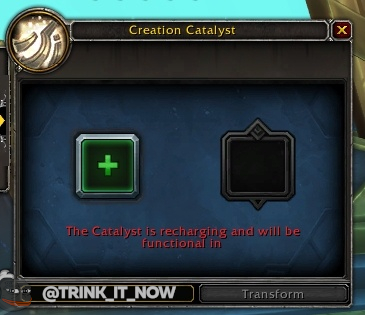 Creation Catalyst
The Catalyst is recharging and will be
functional in
@TRINK_IT_NOW
Transform